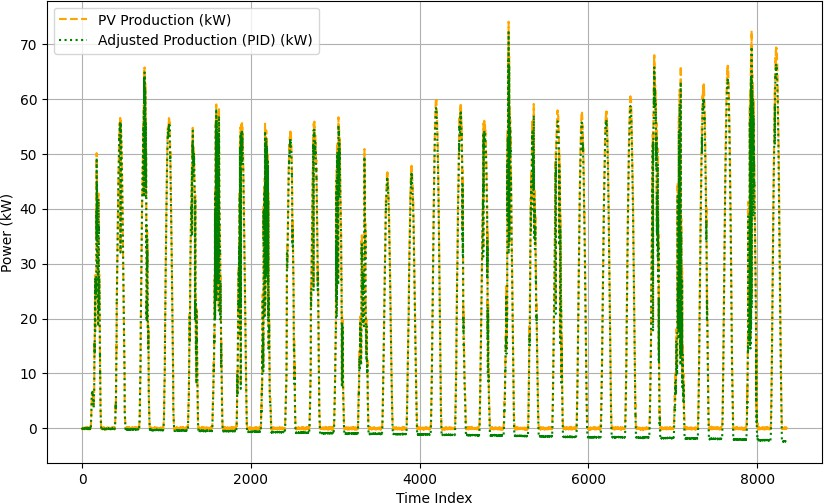 PV Production (kW)
Adjusted Production (PID) (kW)
70
60
50
40
30
20
10
0
Power (kW)
0 2000 4000 6000 8000
Time Index